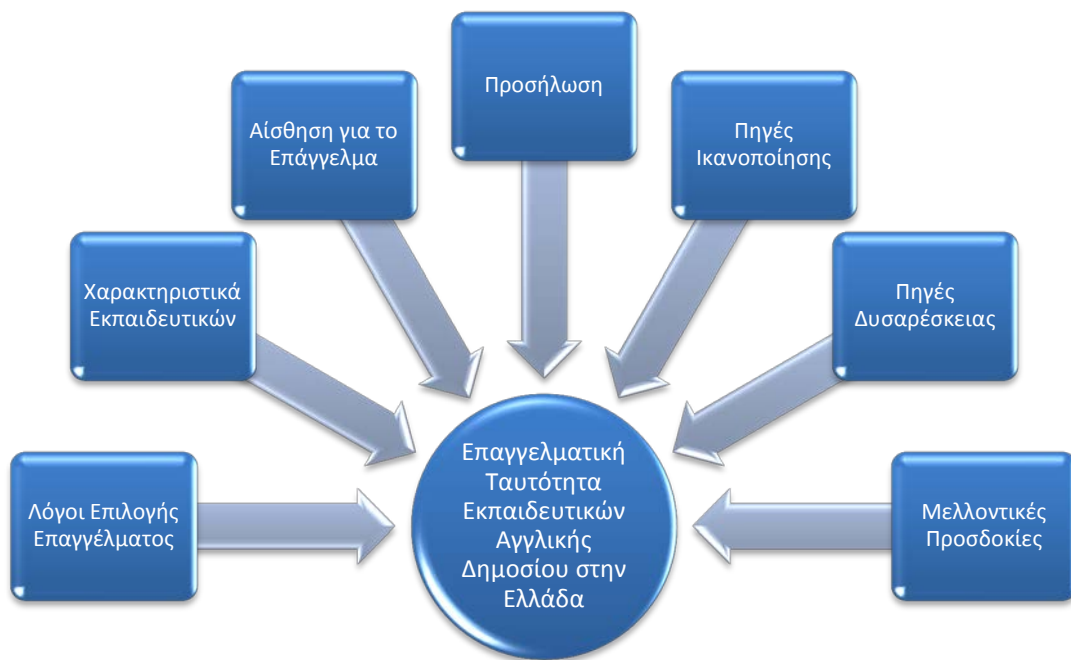 Προσήλωση
Αίσθηση για το
Επάγγελμα
Πηγές
Ικανοποίησης
Χαρακτηριστικά
Εκπαιδευτικών
Πηγές
Δυσαρέσκειας
Λόγοι Επιλογής
Επαγγέλματος
Επαγγελματική
Ταυτότητα
Εκπαιδευτικών
Αγγλικής
Δημοσίου στην
Ελλάδα
Μελλοντικές
Προσδοκίες